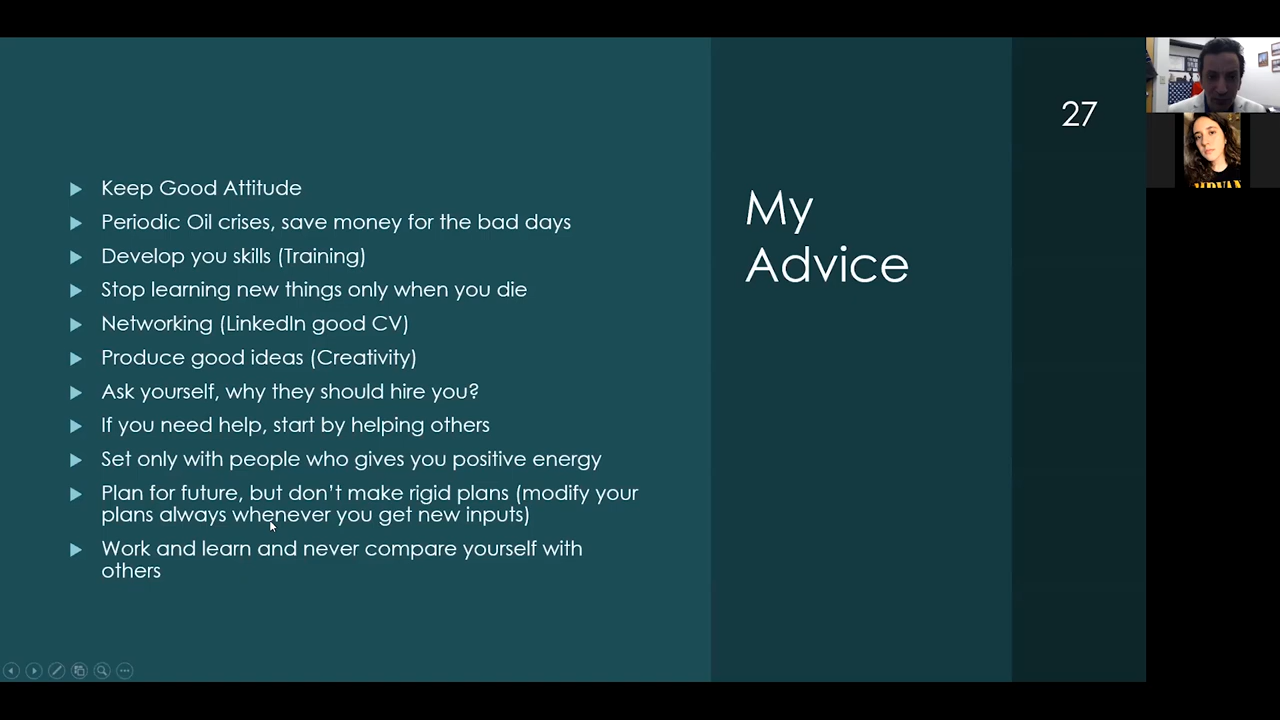 27
My
Advice
Keep Good Attitude
Periodic Oil crises, save money for the bad days
Develop you skills (Training)
Stop learning new things only when you die
Networking (LinkedIn good CV)
Produce good ideas (Creativity)
Ask yourself, why they should hire you?
If you need help, start by helping others
Set only with people who gives you positive energy
Plan for future, but don't make rigid plans (modify your
plans always whenever you get new inputs)
Work and learn and never compare yourself with
others